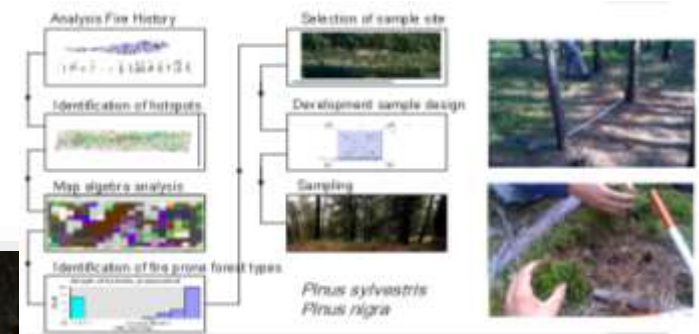 Analysis Fire History
Identification of hotspots
Map algebra analysis
Identification of fire prone forest types
Selection of sample site
Development sample design
Sampling
Pinus sylvestris
Pinus nigra